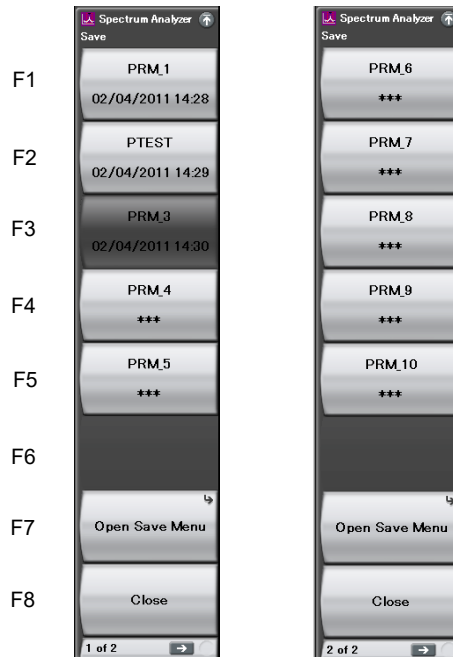 Spectrum Analyzer
Save
F1
PRM_1
02/04/2011 14:28
F2
PTEST
02/04/2011 14:29
F3
PRM_3
02/04/2011 14:30
F4
PRM_4
***
F5
PRM_5
***
F6
F7
Open Save Menu
F8
Close
1 of 2
Spectrum Analyzer
Save
PRM_6
***
PRM_7
***
PRM_8
***
PRM_9
***
PRM_10
***
Open Save Menu
Close
2 of 2